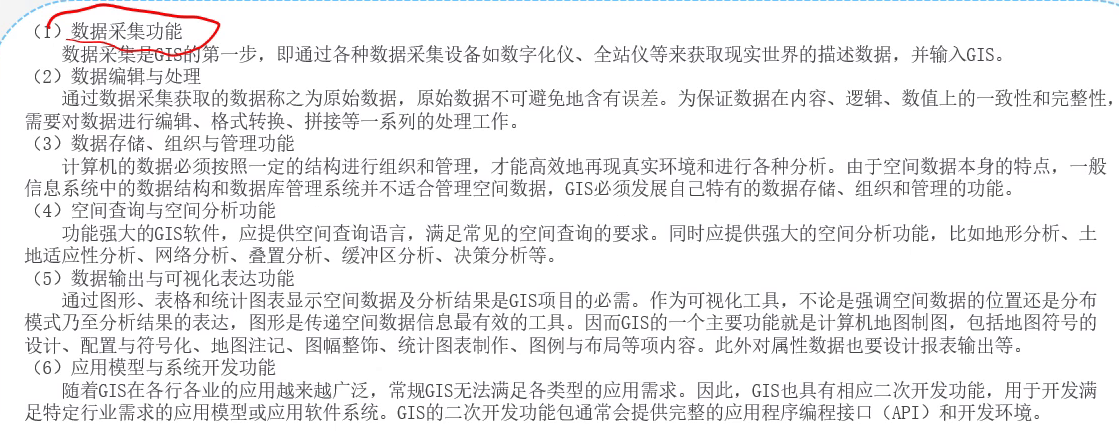 （1）数据采集功能
数据采集是GIS的第一步，即通过各种数据采集设备如数字化仪、全站仪等来获取现实世界的描述数据，并输入GIS。
（2）数据编辑与处理
通过数据采集获取的数据称之为原始数据，原始数据不可避免地含有误差。为保证数据在内容、逻辑、数值上的一致性和完整性，
需要对数据进行编辑、格式转换、拼接等一系列的处理工作。
（3）数据存储、组织与管理功能
计算机的数据必须按照一定的结构进行组织和管理，才能高效地再现真实环境和进行各种分析。由于空间数据本身的特点，一般
信息系统中的数据结构和数据库管理系统并不适合管理空间数据，GIS必须发展自己特有的数据存储、组织和管理的功能。
（4）空间查询与空间分析功能
功能强大的GIS软件，应提供空间查询语言，满足常见的空间查询的要求。同时应提供强大的空间分析功能，比如地形分析、土
地适应性分析、网络分析、叠置分析、缓冲区分析、决策分析等。
（5）数据输出与可视化表达功能
通过图形、表格和统计图表显示空间数据及分析结果是GIS项目的必需。作为可视化工具，不论是强调空间数据的位置还是分布
模式乃至分析结果的表达，图形是传递空间数据信息最有效的工具。因而GIS的一个主要功能就是计算机地图制图，包括地图符号的
设计、配置与符号化、地图注记、图幅整饰、统计图表制作、图例与布局等项内容。此外对属性数据也要设计报表输出等。
（6）应用模型与系统开发功能
随着GIS在各行各业的应用越来越广泛，常规GIS无法满足各类型的应用需求。因此，GIS也具有相应二次开发功能，用于开发满
足特定行业需求的应用模型或应用软件系统。GIS的二次开发功能包通常会提供完整的应用程序编程接口（API）和开发环境。